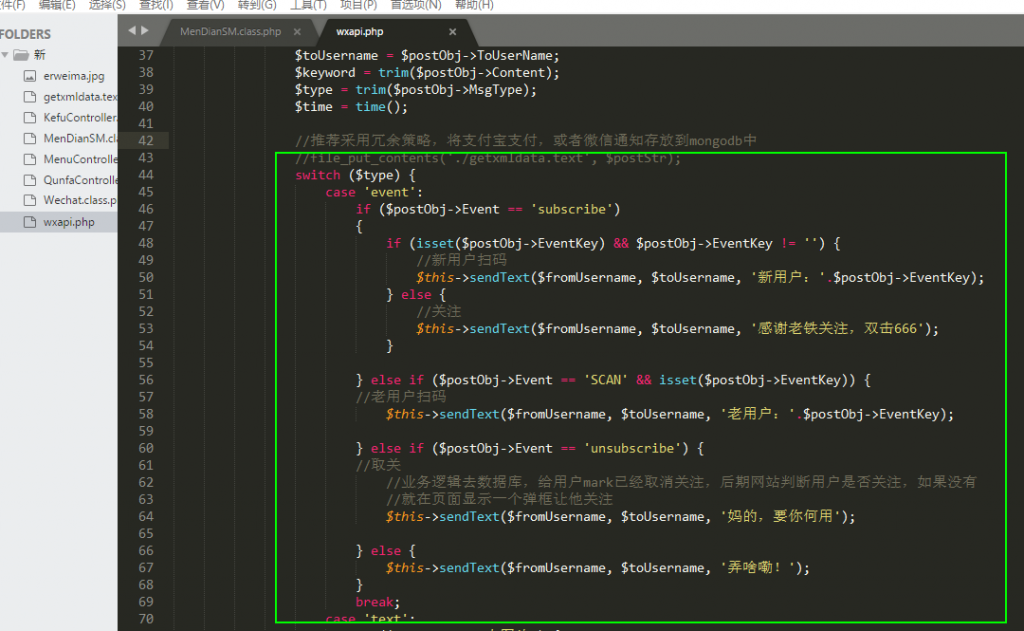 编辑(E) 选择(S) 查找(I) 查看(V) 转到(G) 工具(T) 项目(P) 首选项(N) 帮助(H)
FOLDERS
新
erweima.jpg
getxmldata.tex
KefuController.
MenDianSM.cl
MenuControlle
QunfaControlle
Wechat.class.p
wxapi.php
MenDianSM.class.php × wxapi.php ×
37 $toUsername = $postObj->ToUserName;
38 $keyword = trim($postObj->Content);
39 $type = trim($postObj->MsgType);
40 $time = time();
41
42 //推荐采用冗余策略，将支付宝支付，或者微信通知存放到mongodb中
43 //file_put_contents('./getxmldata.text', $postStr);
44 switch ($type) {
45 case 'event':
46 if ($postObj->Event == 'subscribe')
47 {
48 if (isset($postObj->EventKey) && $postObj->EventKey != '') {
49 //新用户扫码
50 $this->sendText($fromUsername, $toUsername, '新用户：'.$postObj->EventKey);
51 } else {
52 //关注
53 $this->sendText($fromUsername, $toUsername, '感谢老铁关注，双击666');
54 }
55
56 } else if ($postObj->Event == 'SCAN' && isset($postObj->EventKey)) {
57 //老用户扫码
58 $this->sendText($fromUsername, $toUsername, '老用户：'.$postObj->EventKey);
59
60 } else if ($postObj->Event == 'unsubscribe') {
61 //取关
62 //业务逻辑去数据库，给用户mark已经取消关注，后期网站判断用户是否关注，如果没有
63 //就在页面显示一个弹框让他关注
64 $this->sendText($fromUsername, $toUsername, '妈的，要你何用');
65
66 } else {
67 $this->sendText($fromUsername, $toUsername, '弄啥嘞！');
68 }
69 break;
70 case 'text':